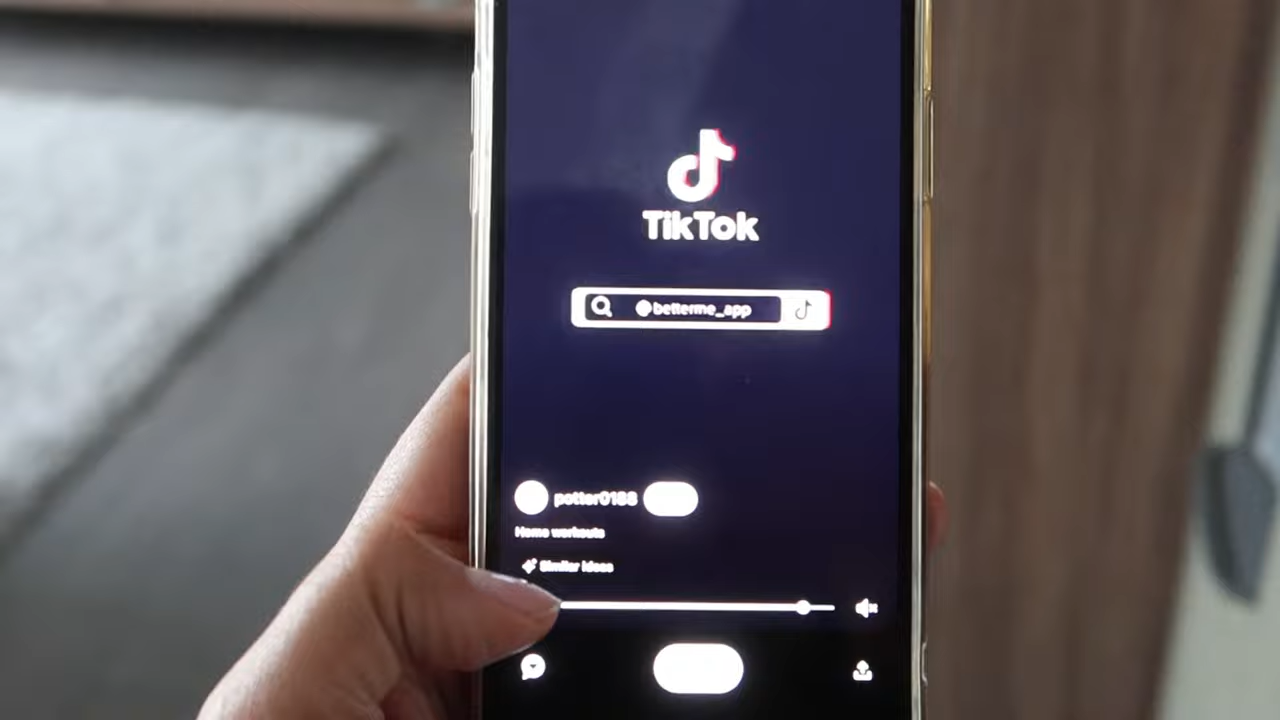 TikTok
@betterme_app
potter0188
Home workouts
Similar ideas